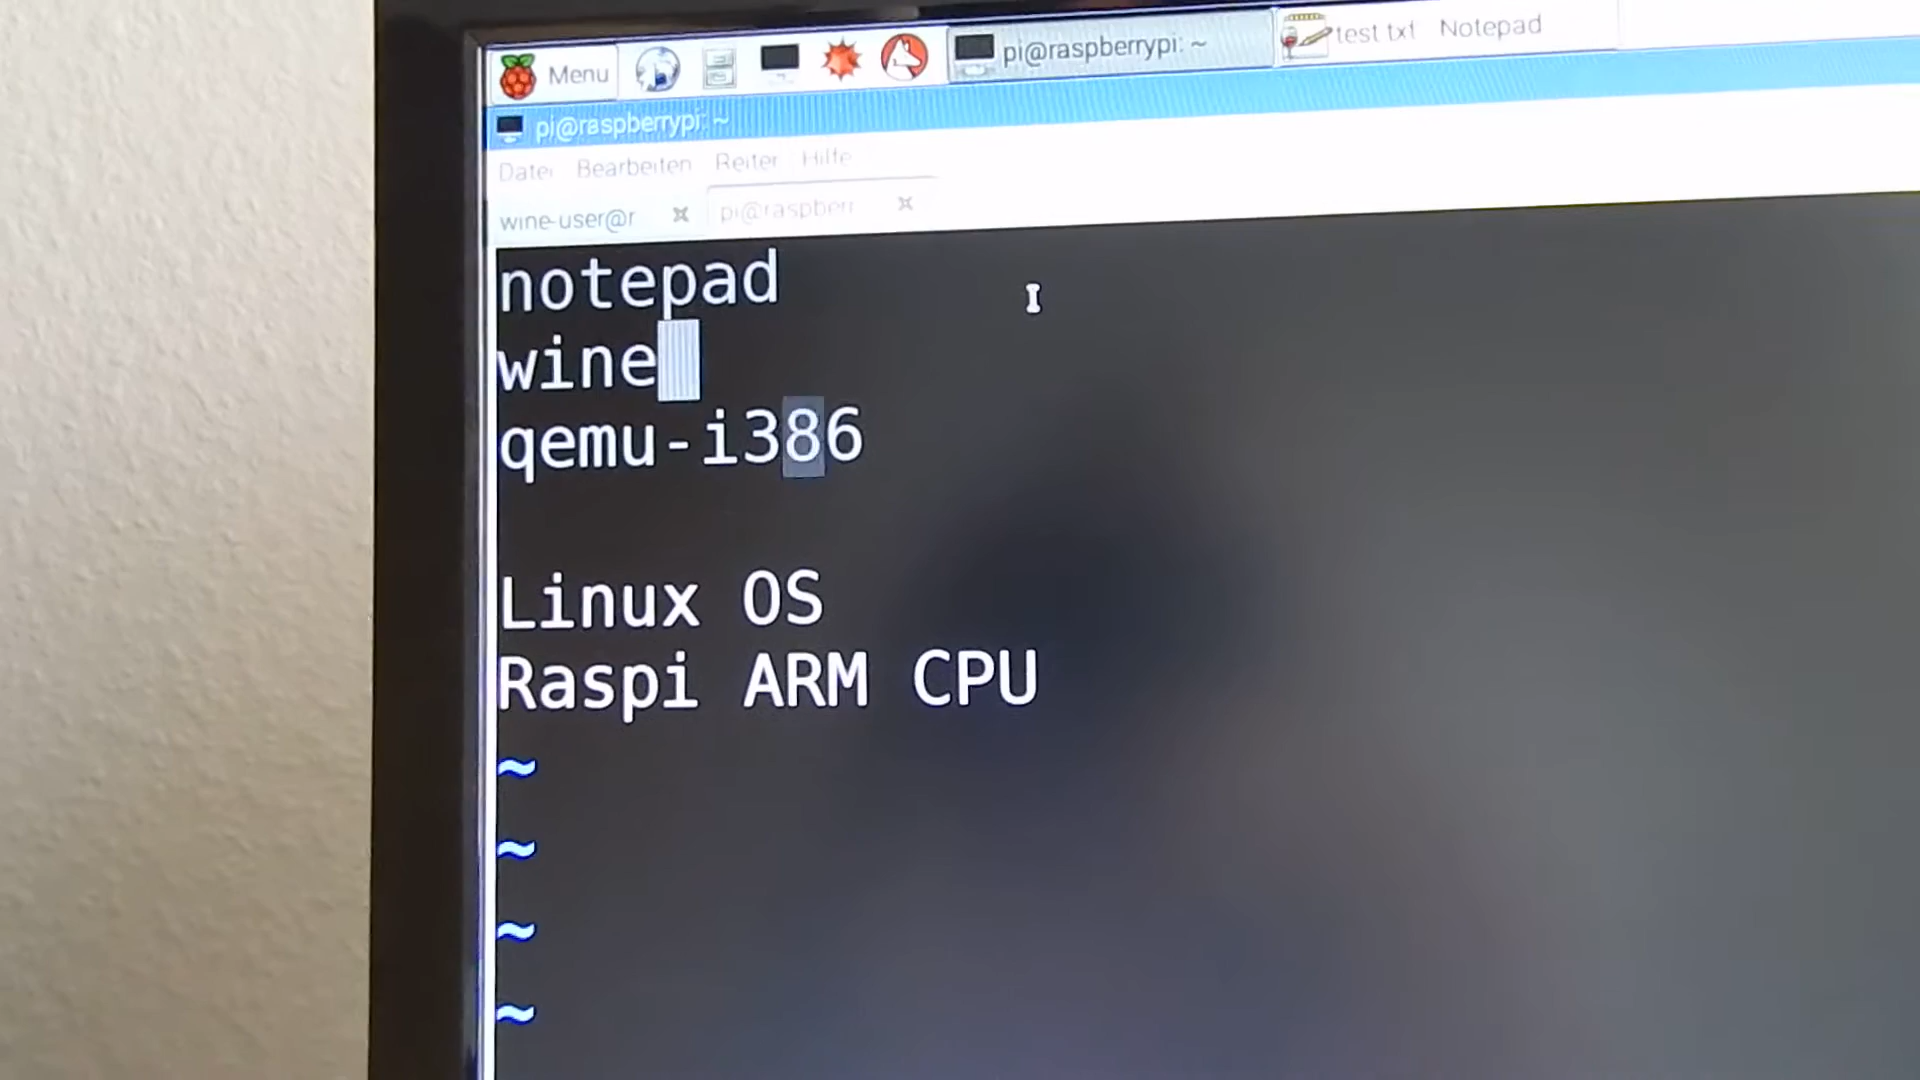 Menu pi@raspberrypi: ~ test txt Notepad
pi@raspberrypi: ~
Datei Bearbeiten Reiter Hilfe
wine-user@r pi@raspberr
notepad
wine
qemu-i386
Linux OS
Raspi ARM CPU
~
~
~
~